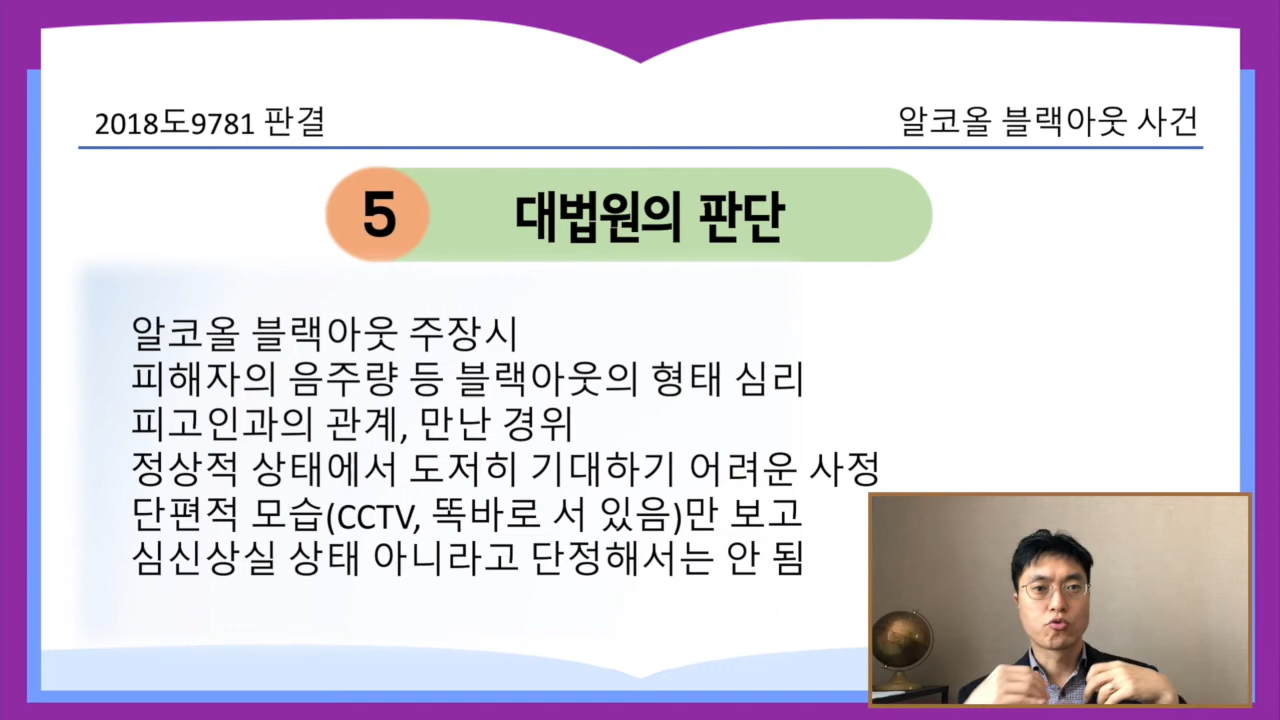 2018도9781 판결
알코올 블랙아웃 사건
5
대법원의 판단
알코올 블랙아웃 주장시
피해자의 음주량 등 블랙아웃의 형태 심리
피고인과의 관계, 만난 경위
정상적 상태에서 도저히 기대하기 어려운 사정
단편적 모습(CCTV, 똑바로 서 있음)만 보고
심신상실 상태 아니라고 단정해서는 안 됨